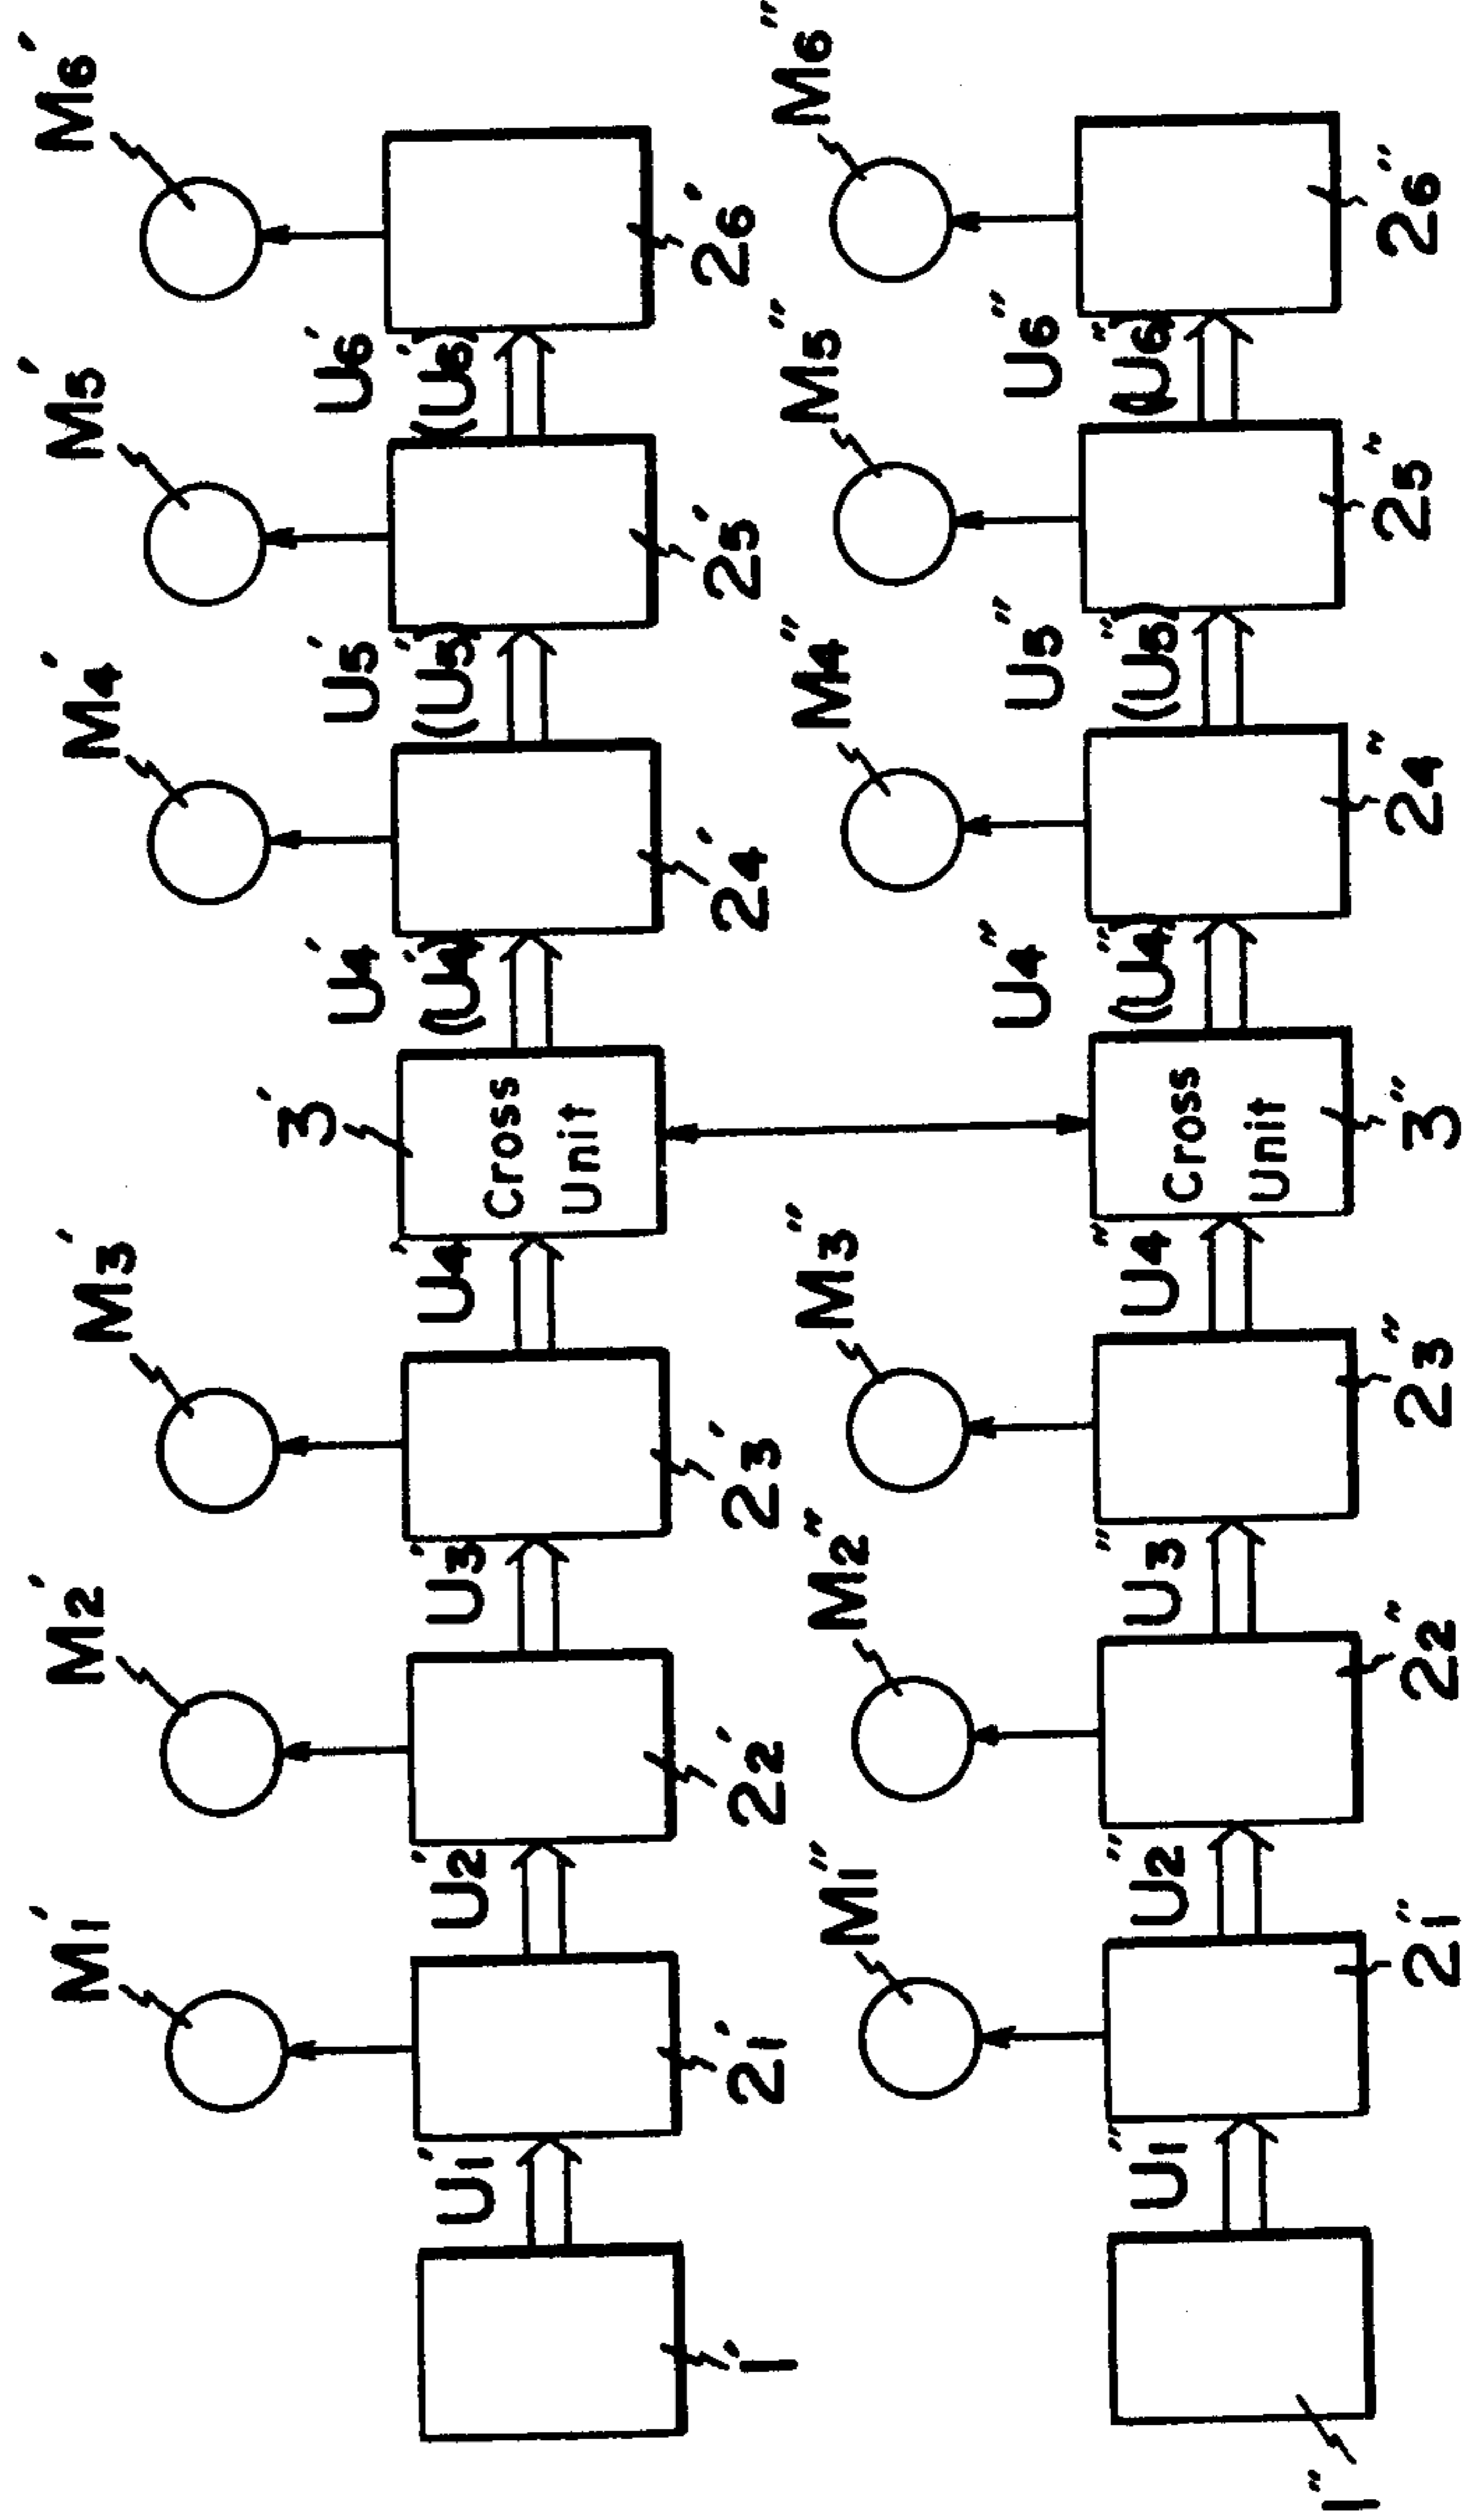 M1′ M2′ M3′ M4′ M5′ M6′
3′
U4′ U5′ U6′
U1′ U2′ U3′ U4′ (U4″) (U5″) (U6″)
Cross
Unit
1′ 21′ 22′ 23′ 24′ 25′ 26′
M1″ M2″ M3″ M4″ M5″ M6″
U4″ U5″ U6″
U1″ U2″ U3″ U4″ (U4″) (U5″) (U6″)
Cross
Unit
1″ 21″ 22″ 23″ 3″ 24″ 25″ 26″